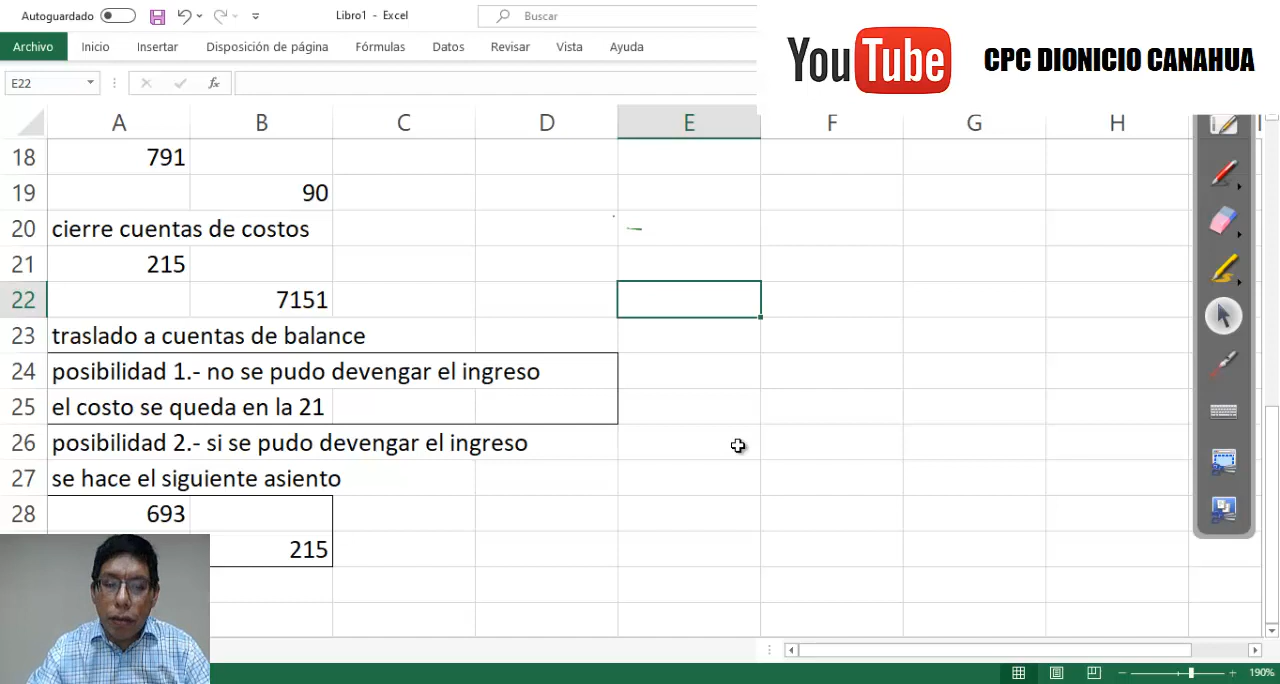 Autoguardado
Libro1 - Excel
Buscar
YouTube
CPC DIONICIO CANAHUA
Archivo Inicio Insertar Disposición de página Fórmulas Datos Revisar Vista Ayuda
E22
fx
A B C D E F G H
18 791
19 90
20 cierre cuentas de costos
21 215
22 7151
23 traslado a cuentas de balance
24 posibilidad 1.- no se pudo devengar el ingreso
25 el costo se queda en la 21
26 posibilidad 2.- si se pudo devengar el ingreso
27 se hace el siguiente asiento
28 693
215
190%